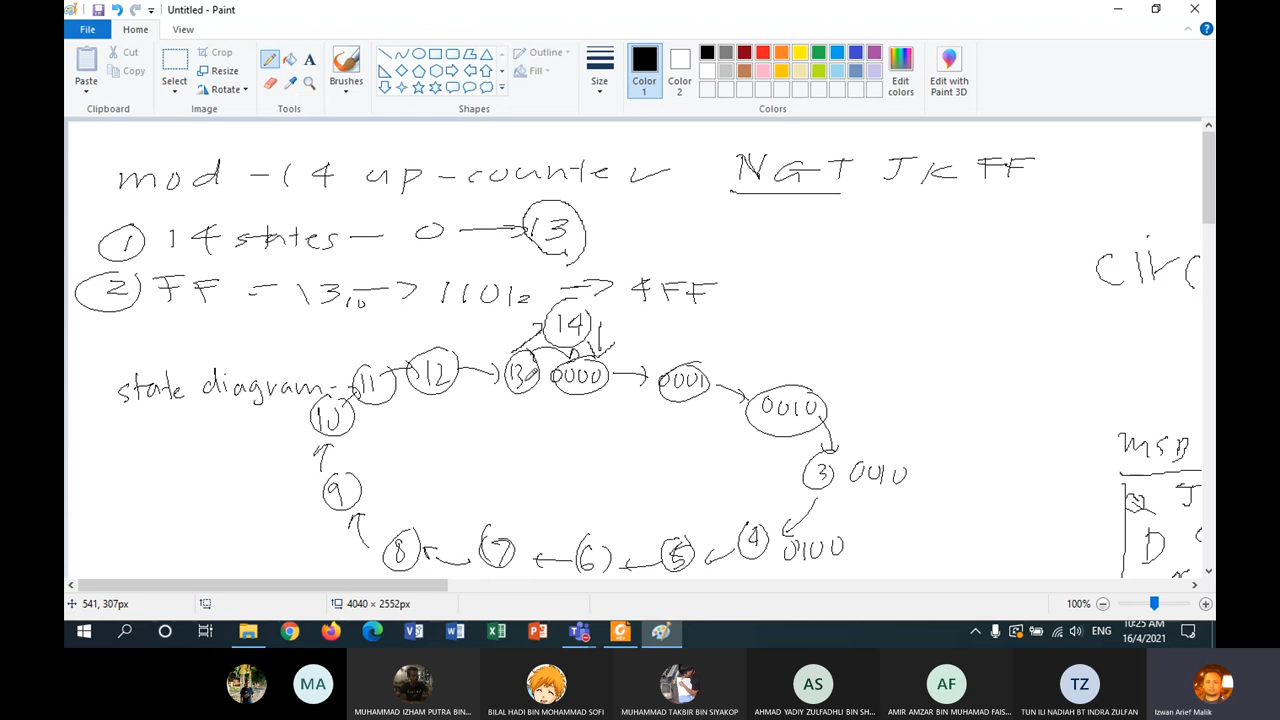 Untitled - Paint
File Home View
Paste
Cut
Copy
Clipboard
Select
Crop
Resize
Rotate
Image
Tools
Brushes
Shapes
Outline
Fill
Size
Color 1
Color 2
Colors
Edit colors
Edit with Paint 3D
mod -14 up-counter NGT JK FF
1 14 states - 0 → 13
2 FF = 13₁₀ → 1101₂ => 4FF
circ
14
state diagram - 11 12 13 0000 0001
10 0010
3 0010
MSB
9
J
8 7 6 5 4 0100
D
541, 307px
4040 × 2552px
100%
ENG
10:25 AM
16/4/2021
MA
AS
AF
TZ
MUHAMMAD IZHAM PUTRA BIN...
BILAL HADI BIN MOHAMMAD SOFI
MUHAMMAD TAKBIR BIN SIYAKOP
AHMAD YADIY ZULFADHLI BIN SH...
AMIR AMZAR BIN MUHAMAD FAIS...
TUN ILI NADIAH BT INDRA ZULFAN
Izwan Arief Malik